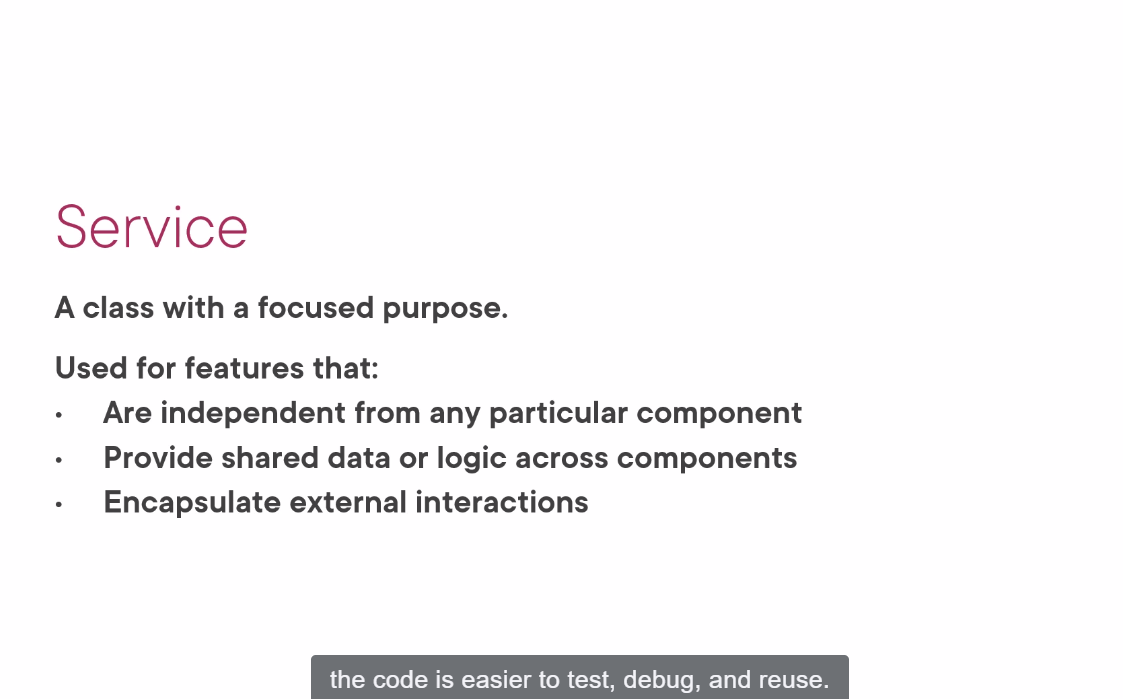 Service
A class with a focused purpose.
Used for features that:
• Are independent from any particular component
• Provide shared data or logic across components
• Encapsulate external interactions
the code is easier to test, debug, and reuse.